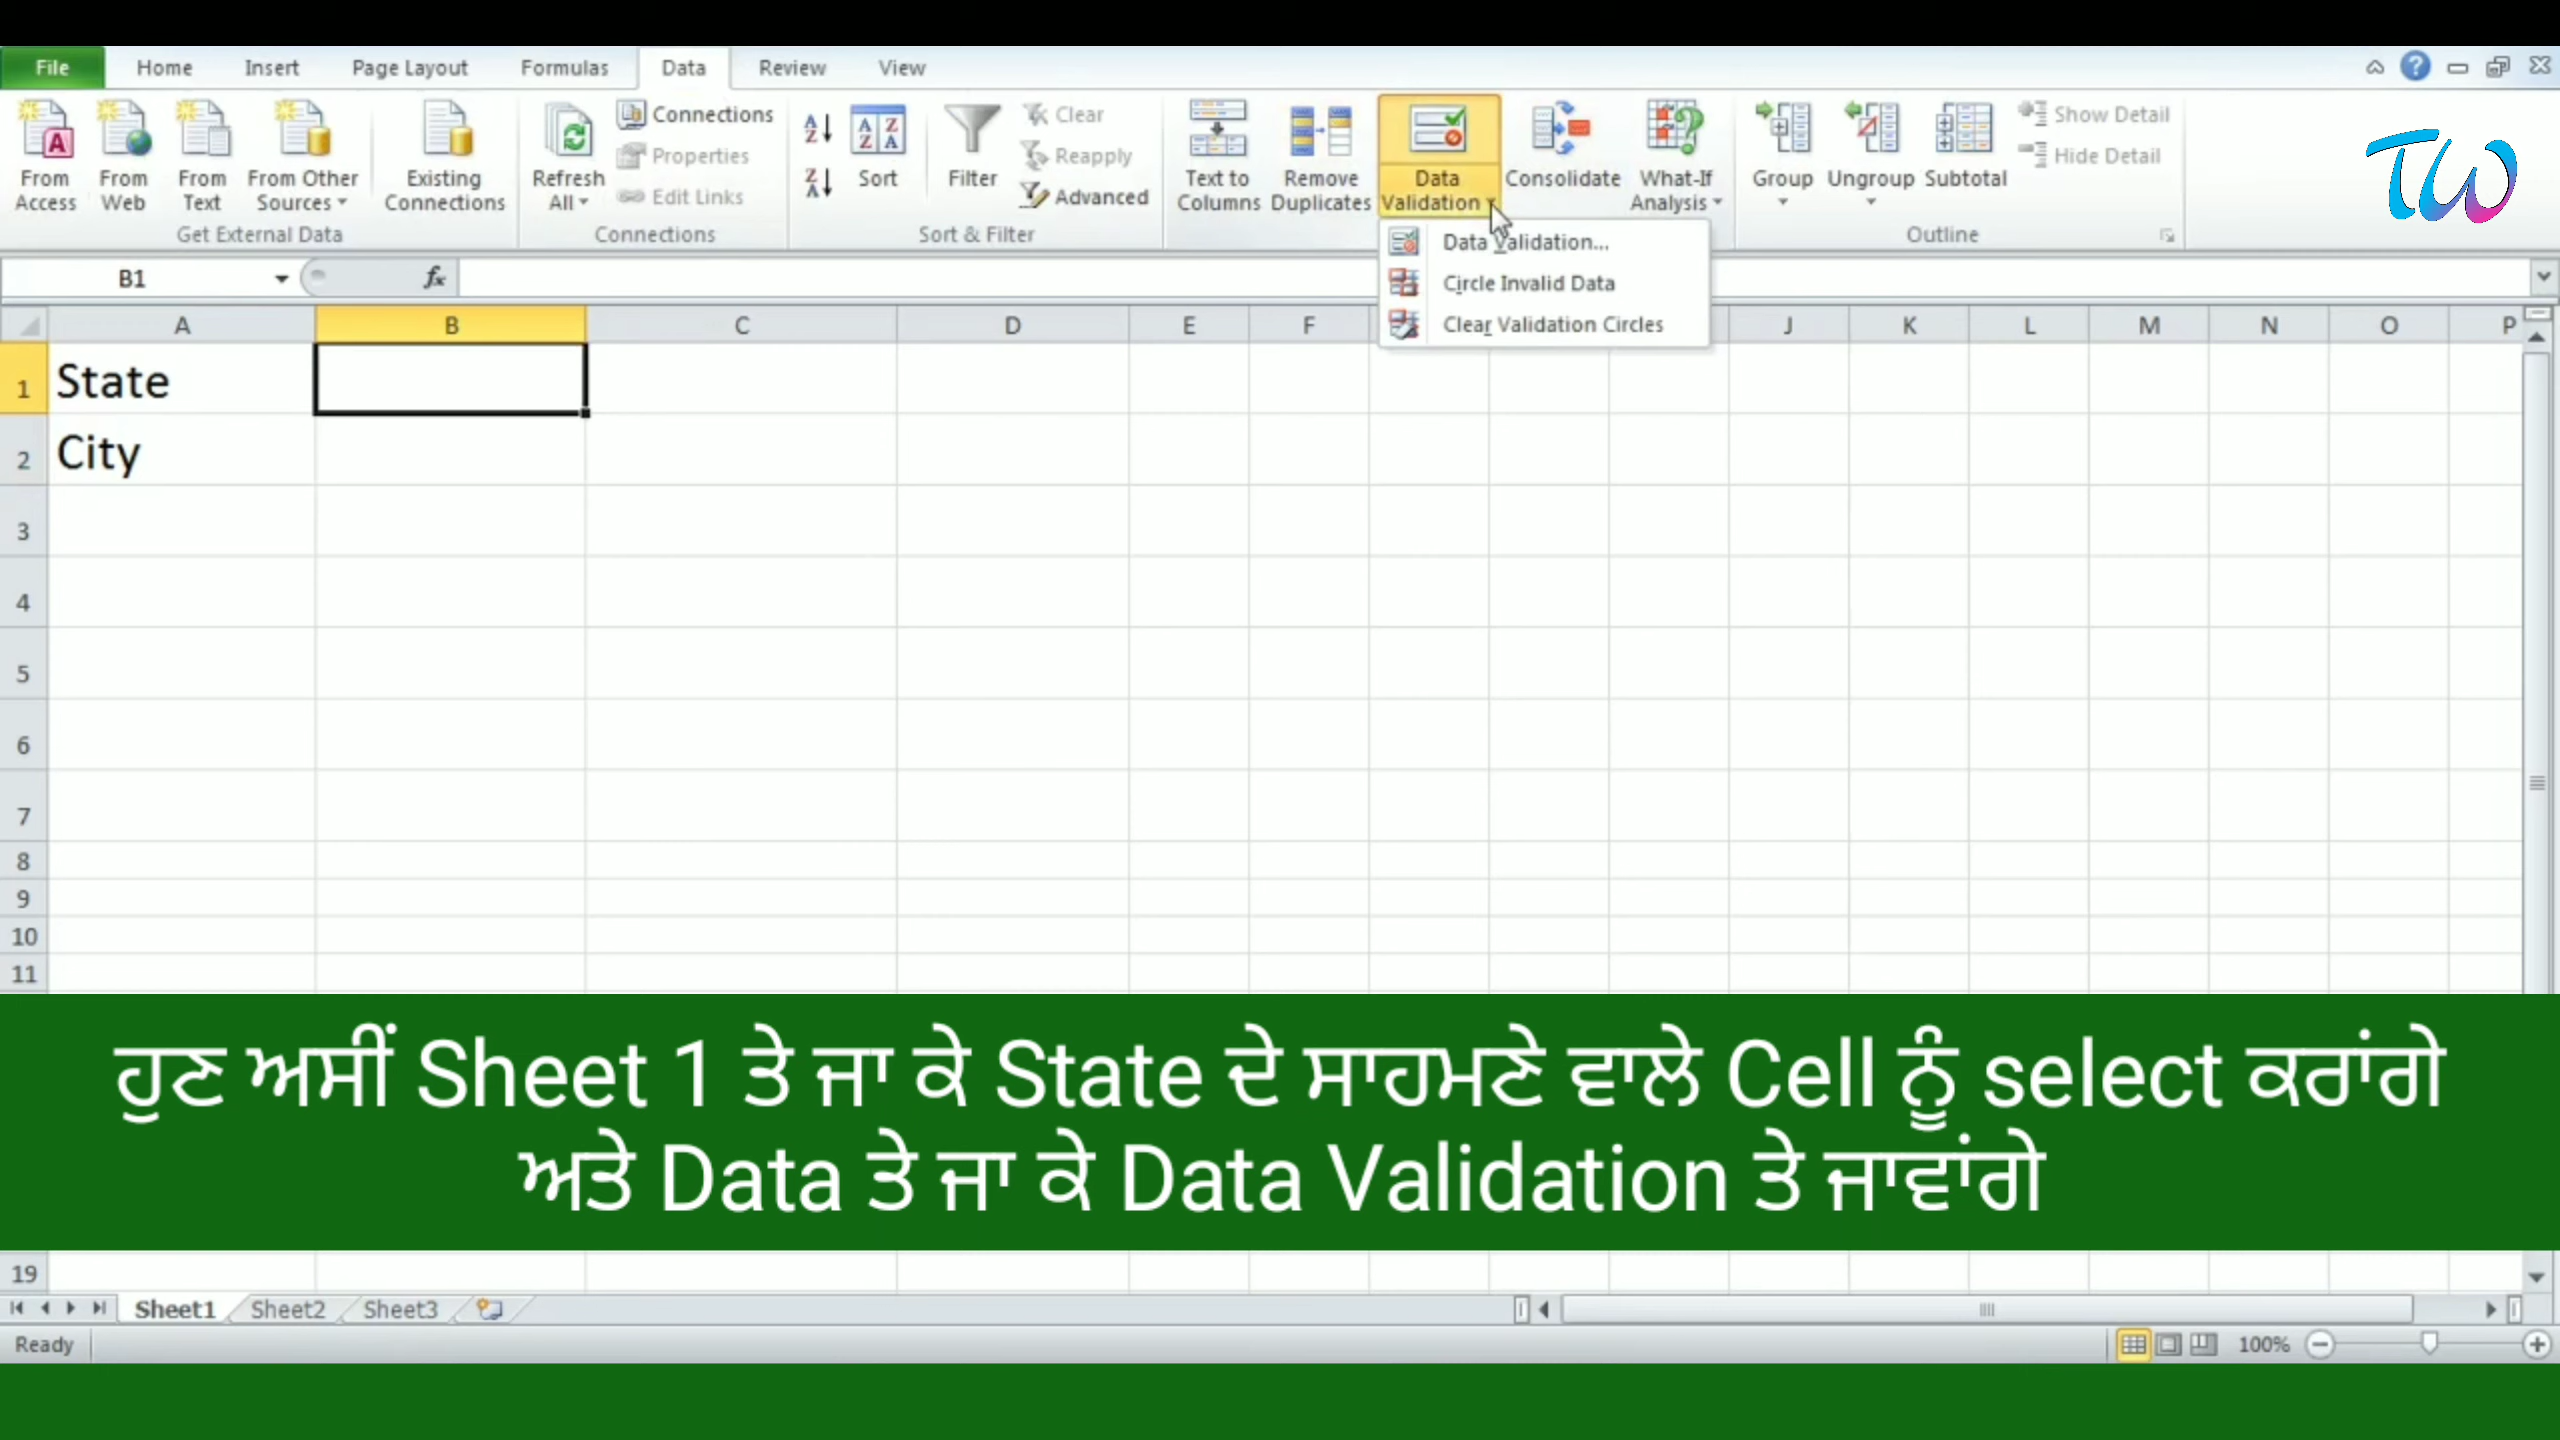 File Home Insert Page Layout Formulas Data Review View
From Access From Web From Text From Other Sources Existing Connections
Get External Data
Refresh All Connections Properties Edit Links
Connections
Sort Filter Clear Reapply Advanced
Sort & Filter
Text to Columns Remove Duplicates Data Validation Consolidate What-If Analysis
Group Ungroup Subtotal Show Detail Hide Detail
Outline
TW
Data Validation...
Circle Invalid Data
Clear Validation Circles
B1 fx
A B C D E F J K L M N O P
1 State
2 City
3
4
5
6
7
8
9
10
11
ਹੁਣ ਅਸੀਂ Sheet 1 ਤੇ ਜਾ ਕੇ State ਦੇ ਸਾਹਮਣੇ ਵਾਲੇ Cell ਨੂੰ select ਕਰਾਂਗੇ
ਅਤੇ Data ਤੇ ਜਾ ਕੇ Data Validation ਤੇ ਜਾਵਾਂਗੇ
19
Sheet1 Sheet2 Sheet3
Ready 100%